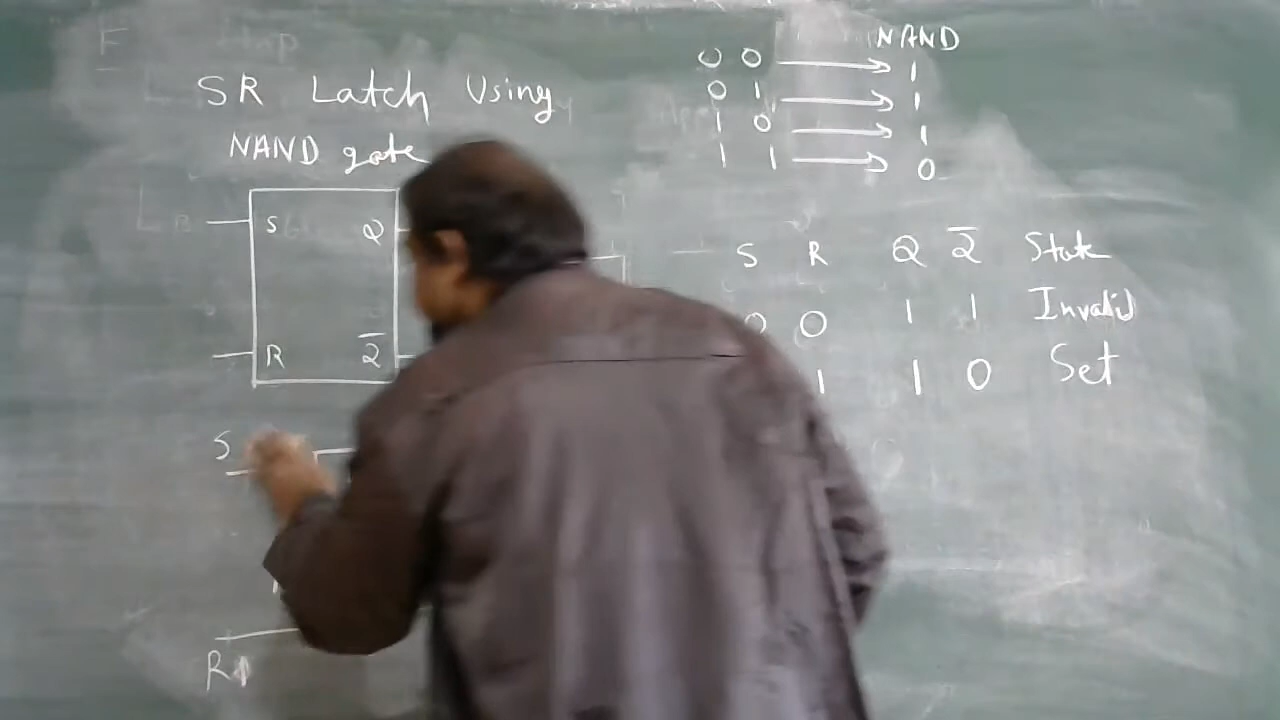 SR Latch Using
NAND gate
NAND
0 0 → 1
0 1 → 1
1 0 → 1
1 1 → 0
S Q
R Q̅
S
R
S R Q Q̅ State
0 0 1 1 Invalid
1 1 0 Set